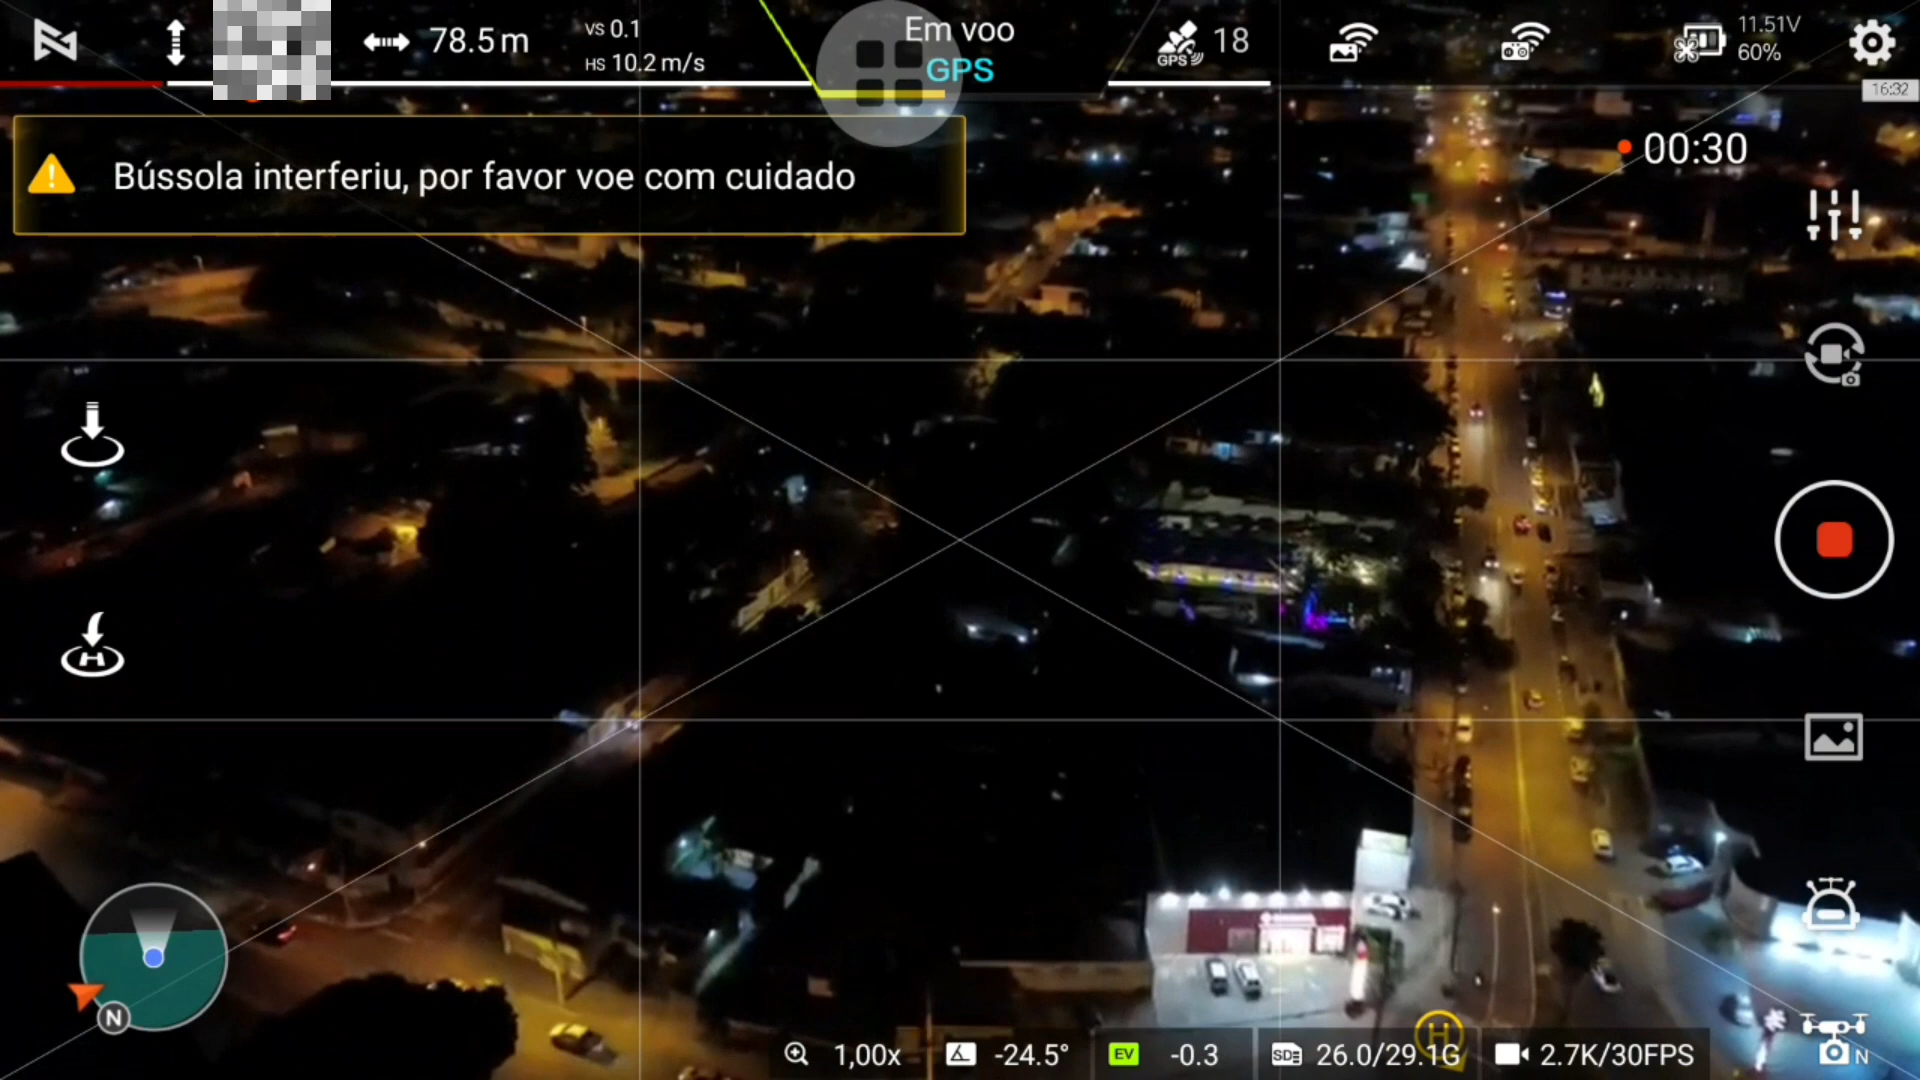 78.5 m
VS 0.1
HS 10.2 m/s
Em voo
GPS
GPS
18
11.51V
60%
16:32
Bússola interferiu, por favor voe com cuidado
00:30
H
N
1,00x
-24.5°
EV
-0.3
SD
26.0/29.1G
H
2.7K/30FPS
N